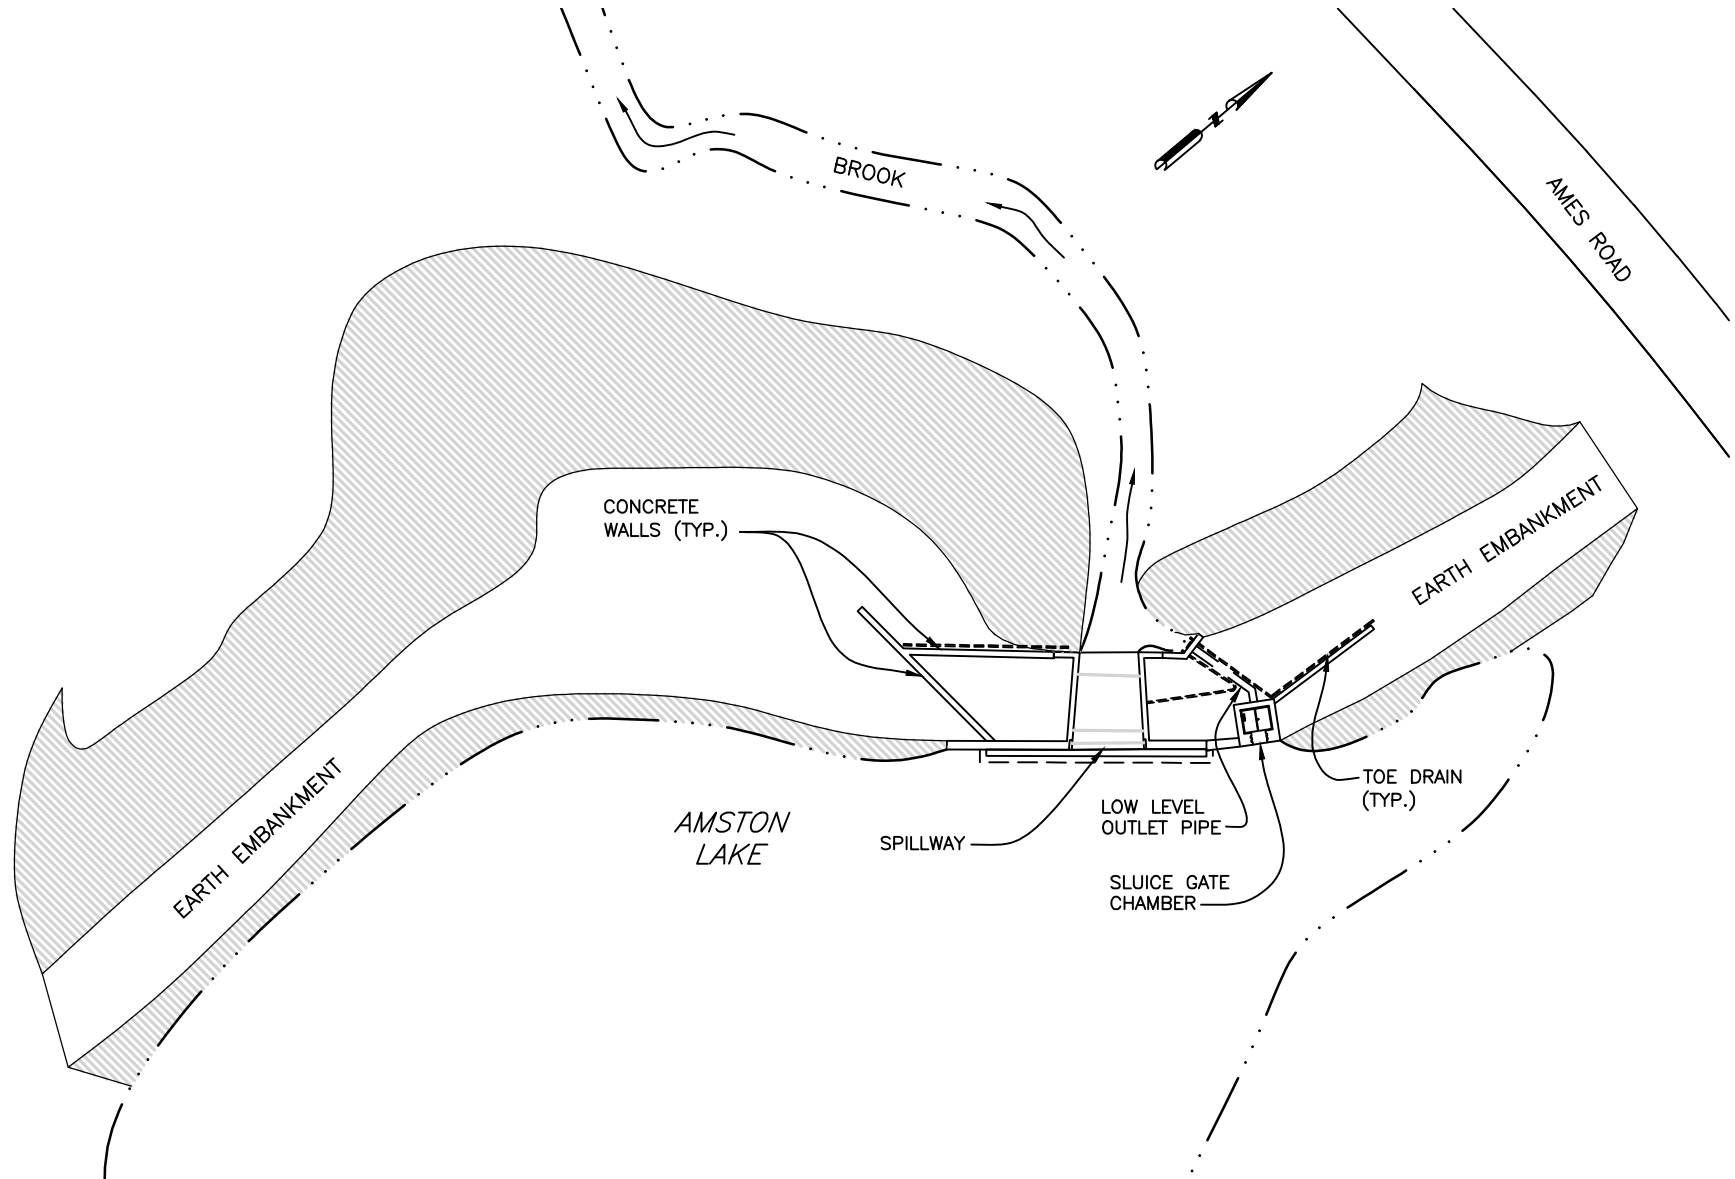 BROOK
N
AMES ROAD
CONCRETE
WALLS (TYP.)
EARTH EMBANKMENT
EARTH EMBANKMENT
TOE DRAIN
(TYP.)
LOW LEVEL
OUTLET PIPE
AMSTON
LAKE
SPILLWAY
SLUICE GATE
CHAMBER